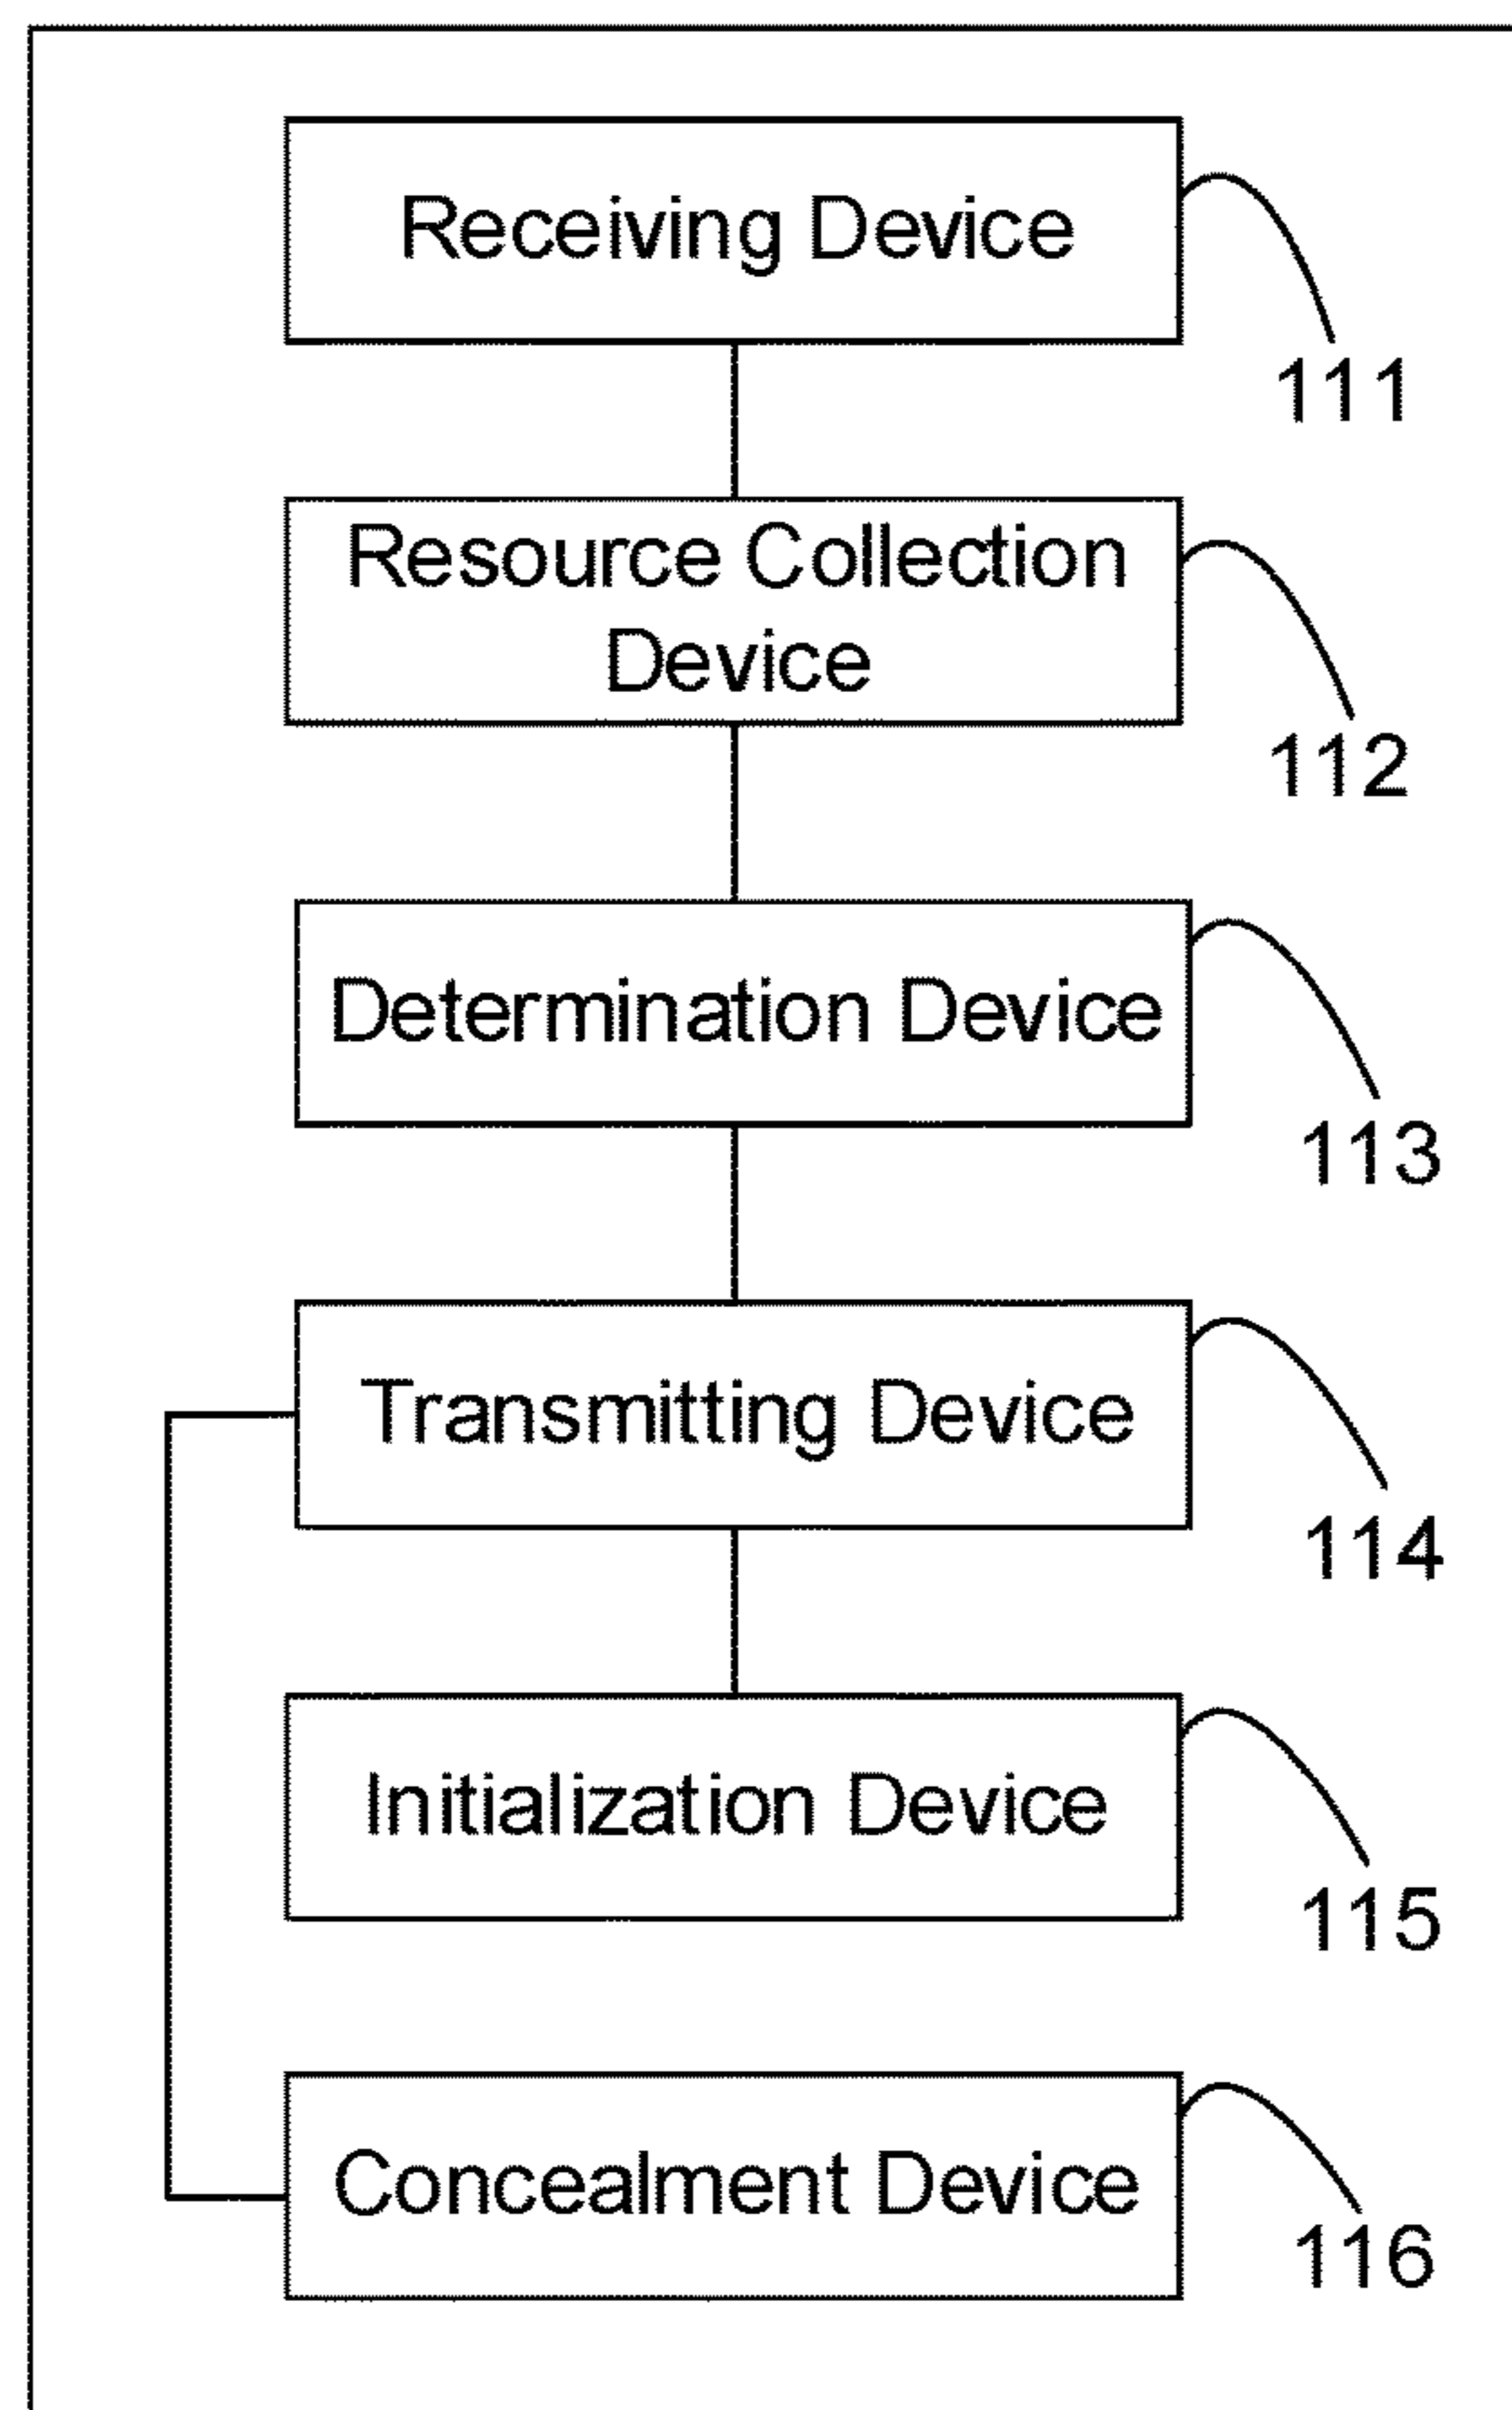 Receiving Device
111
Resource Collection
Device
112
Determination Device
113
Transmitting Device
114
Initialization Device
115
Concealment Device
116